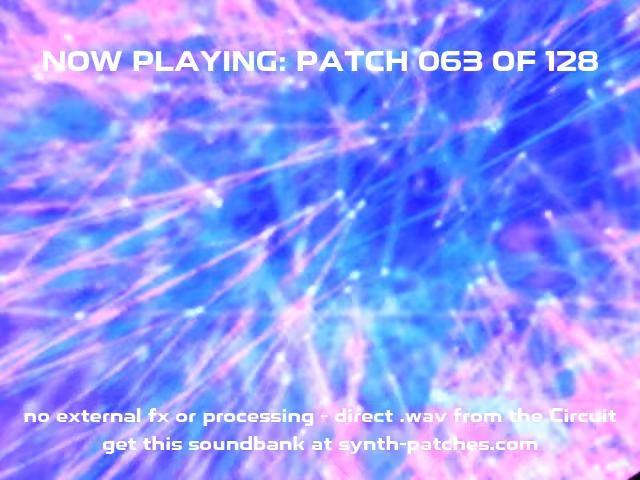 NOW PLAYING: PATCH 063 OF 128
no external fx or processing - direct .wav from the Circuit
get this soundbank at synth-patches.com